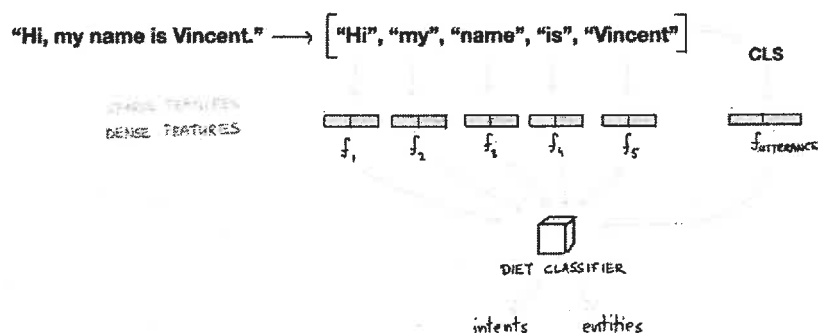 "Hi, my name is Vincent." → ["Hi", "my", "name", "is", "Vincent"]
CLS
SPARSE FEATURES
DENSE FEATURES
f1 f2 f3 f4 f5 fUTTERANCE
DIET CLASSIFIER
intents entities